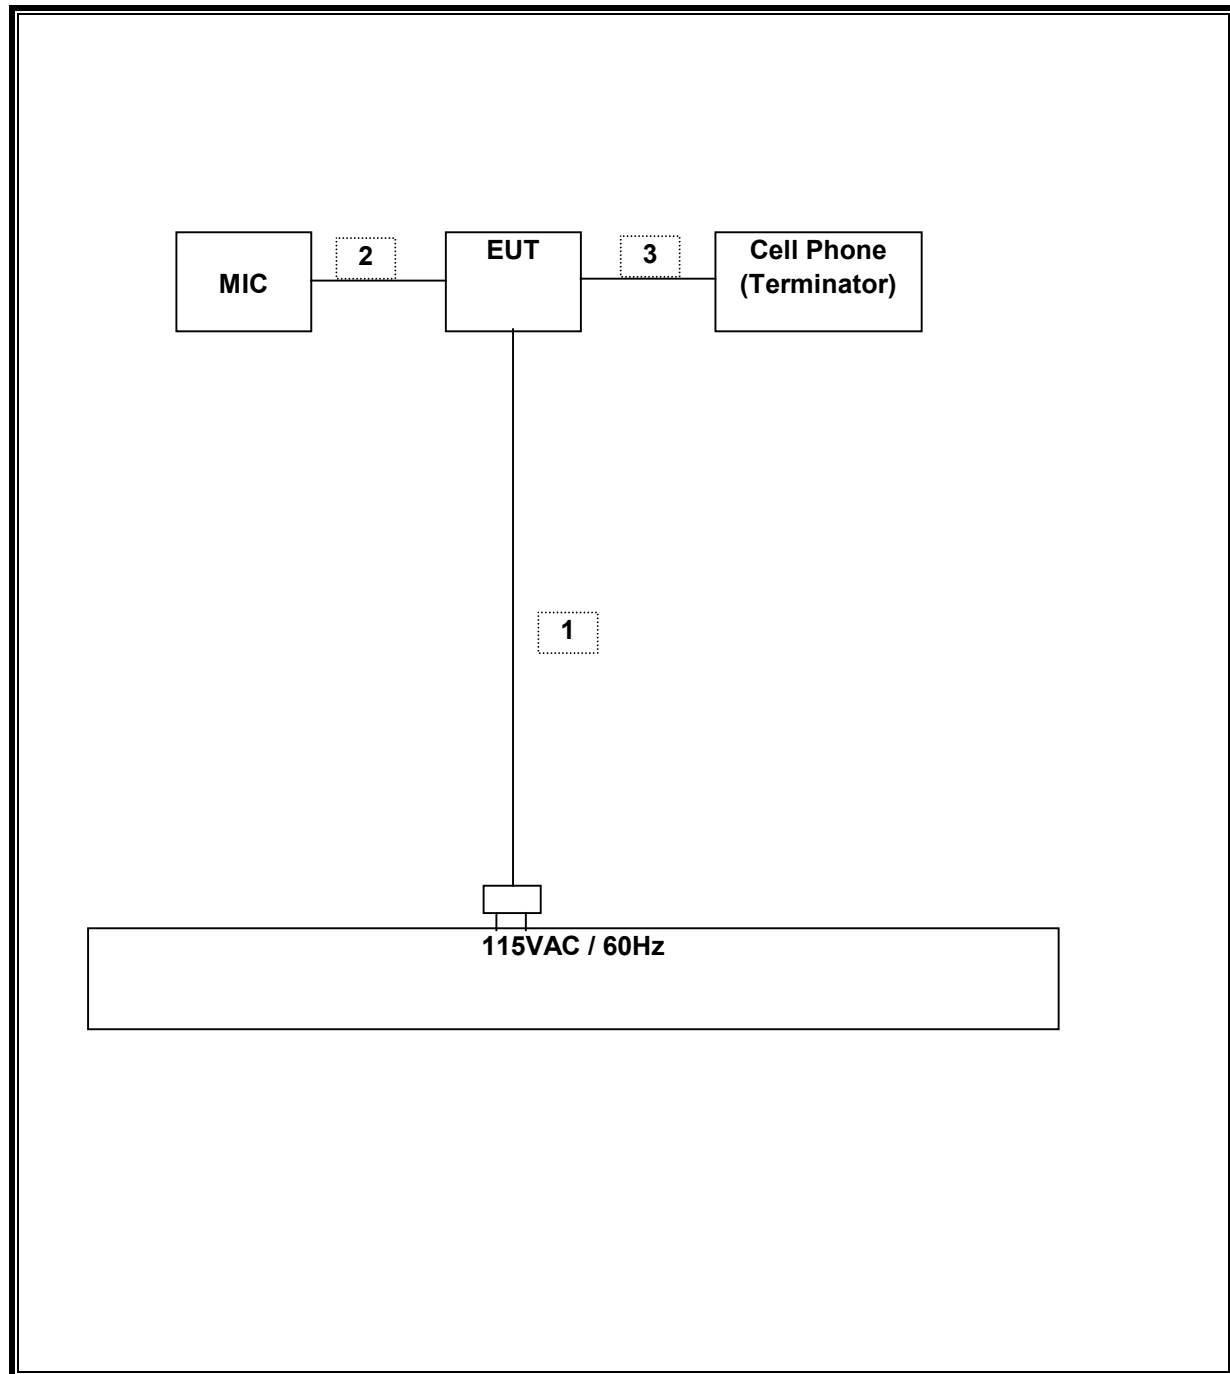 MIC
2
EUT
3
Cell Phone
(Terminator)
1
115VAC / 60Hz